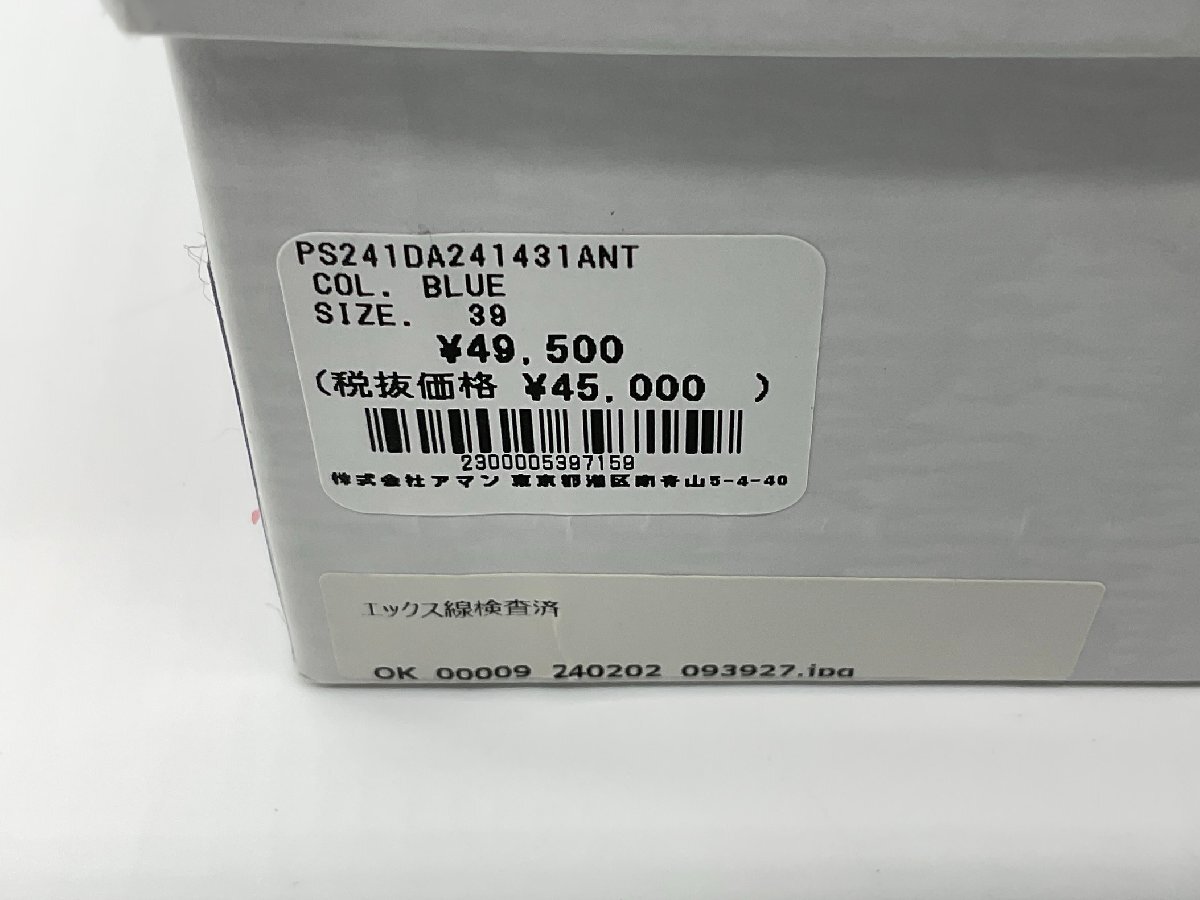 PS241DA241431ANT
COL. BLUE
SIZE. 39
¥49,500
(税抜価格 ¥45,000 )
2300005397159
株式会社アマン 東京都港区南青山5-4-40
エックス線検査済
OK 00009 240202 093927.jpg